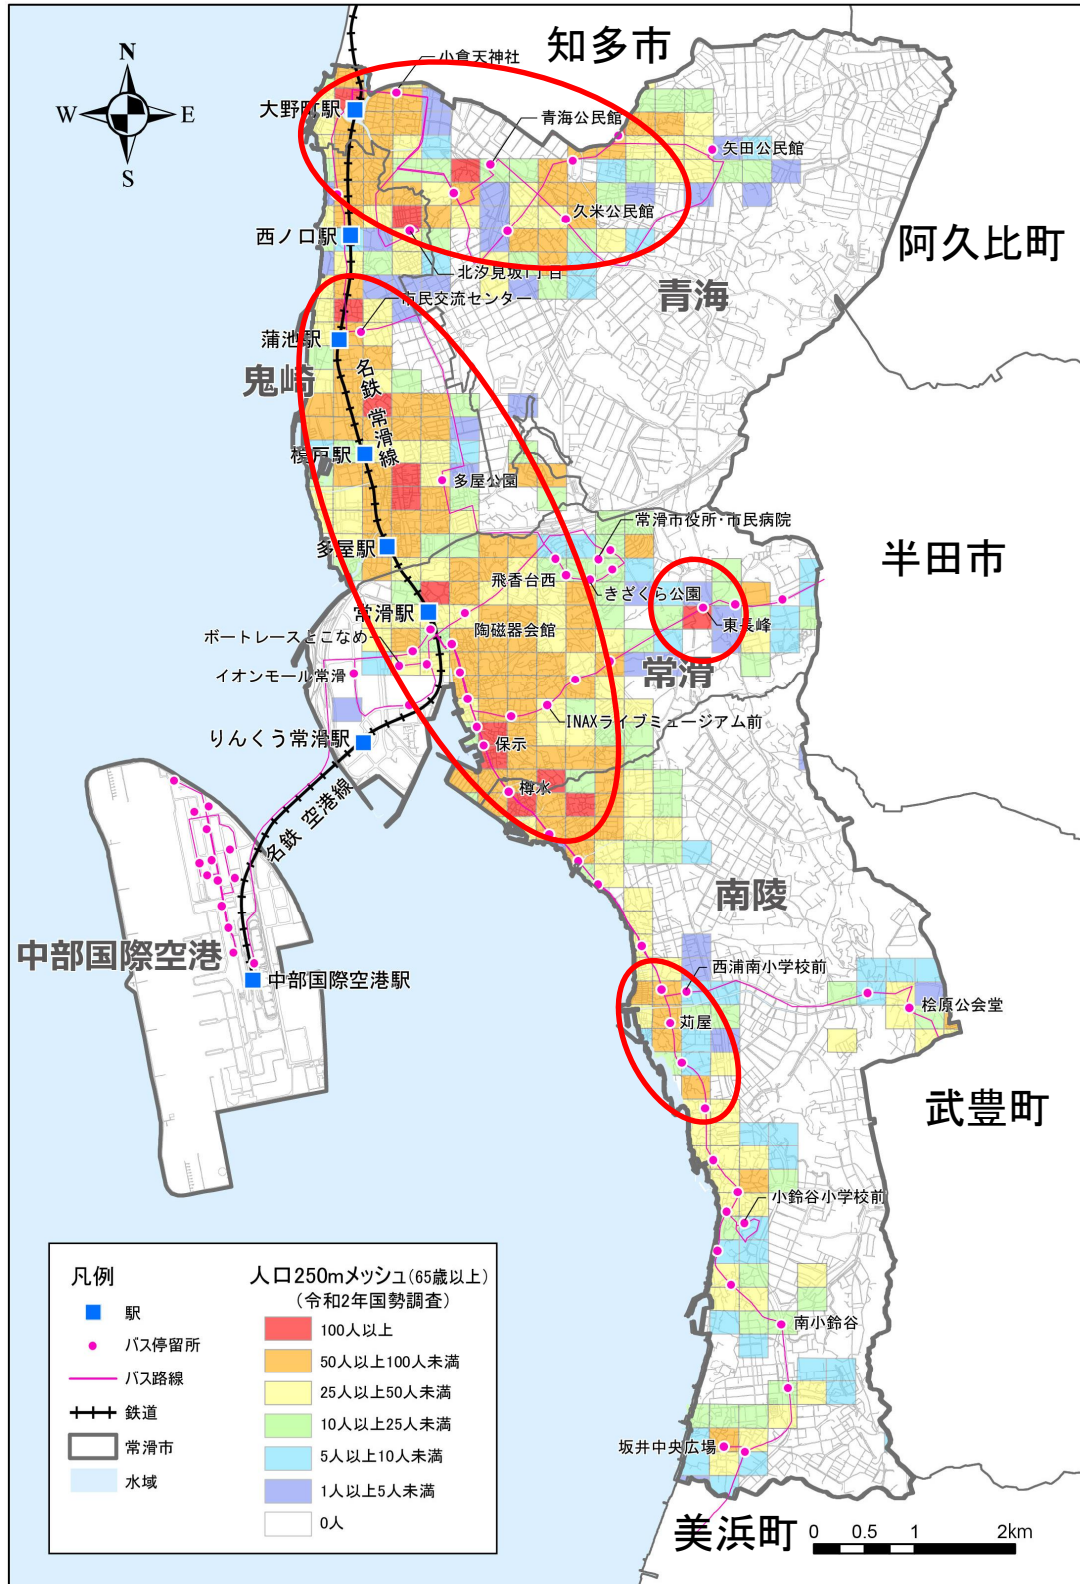 知多市
N
W
E
S
小倉天神社
大野町駅
青海公民館
矢田公民館
久米公民館
西ノ口駅
阿久比町
北汐見坂1丁目
青海
市民交流センター
蒲池駅
鬼崎
名鉄 常滑線
榎戸駅
多屋公園
常滑市役所・市民病院
多屋駅
半田市
飛香台西
きざくら公園
常滑駅
東長峰
ボートレースとこなめ
陶磁器会館
イオンモール常滑
常滑
INAXライブミュージアム前
りんくう常滑駅
保示
樽水
名鉄 空港線
南陵
中部国際空港
西浦南小学校前
中部国際空港駅
桧原公会堂
苅屋
武豊町
小鈴谷小学校前
南小鈴谷
坂井中央広場
美浜町
0 0.5 1 2km
凡例
駅
バス停留所
バス路線
鉄道
常滑市
水域
人口250mメッシュ(65歳以上)
(令和2年国勢調査)
100人以上
50人以上100人未満
25人以上50人未満
10人以上25人未満
5人以上10人未満
1人以上5人未満
0人